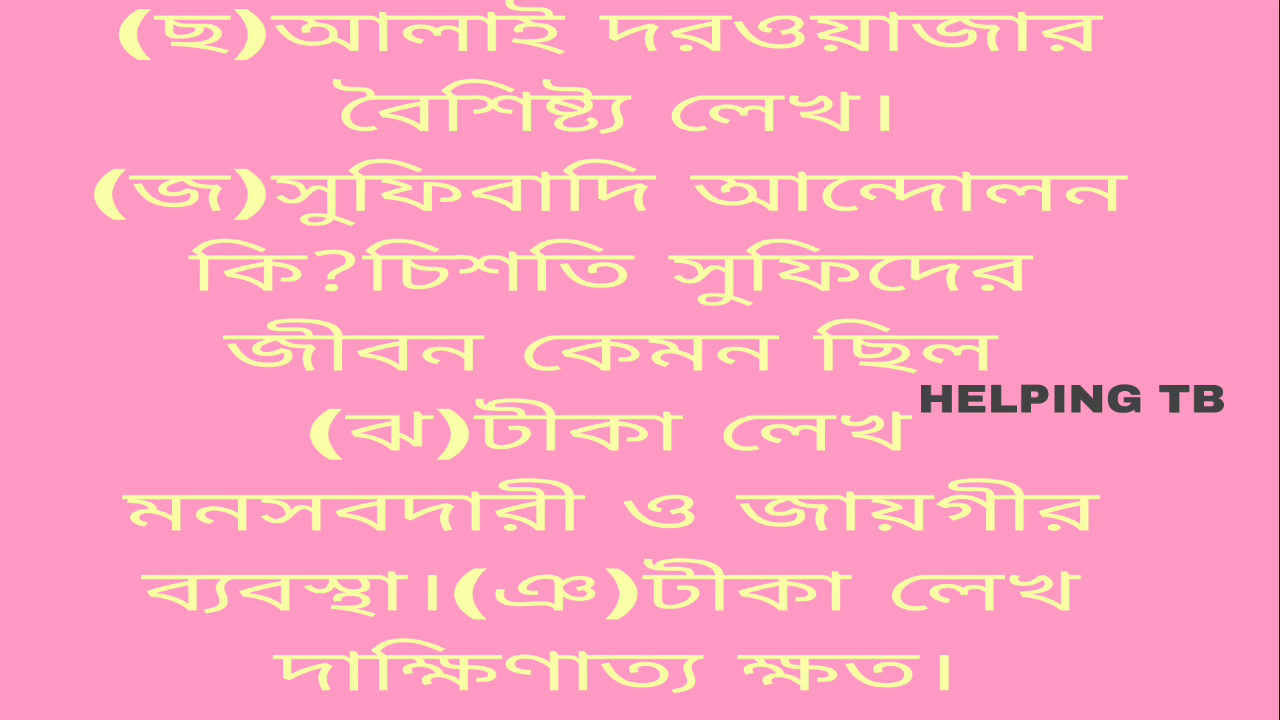 (ছ)আলাই দরওয়াজার
বৈশিষ্ট্য লেখ।
(জ)সুফিবাদি আন্দোলন
কি?চিশতি সুফিদের
জীবন কেমন ছিল
HELPING TB
(ঝ)টীকা লেখ
মনসবদারী ও জায়গীর
ব্যবস্থা।(ঞ)টীকা লেখ
দাক্ষিণাত্য ক্ষত।